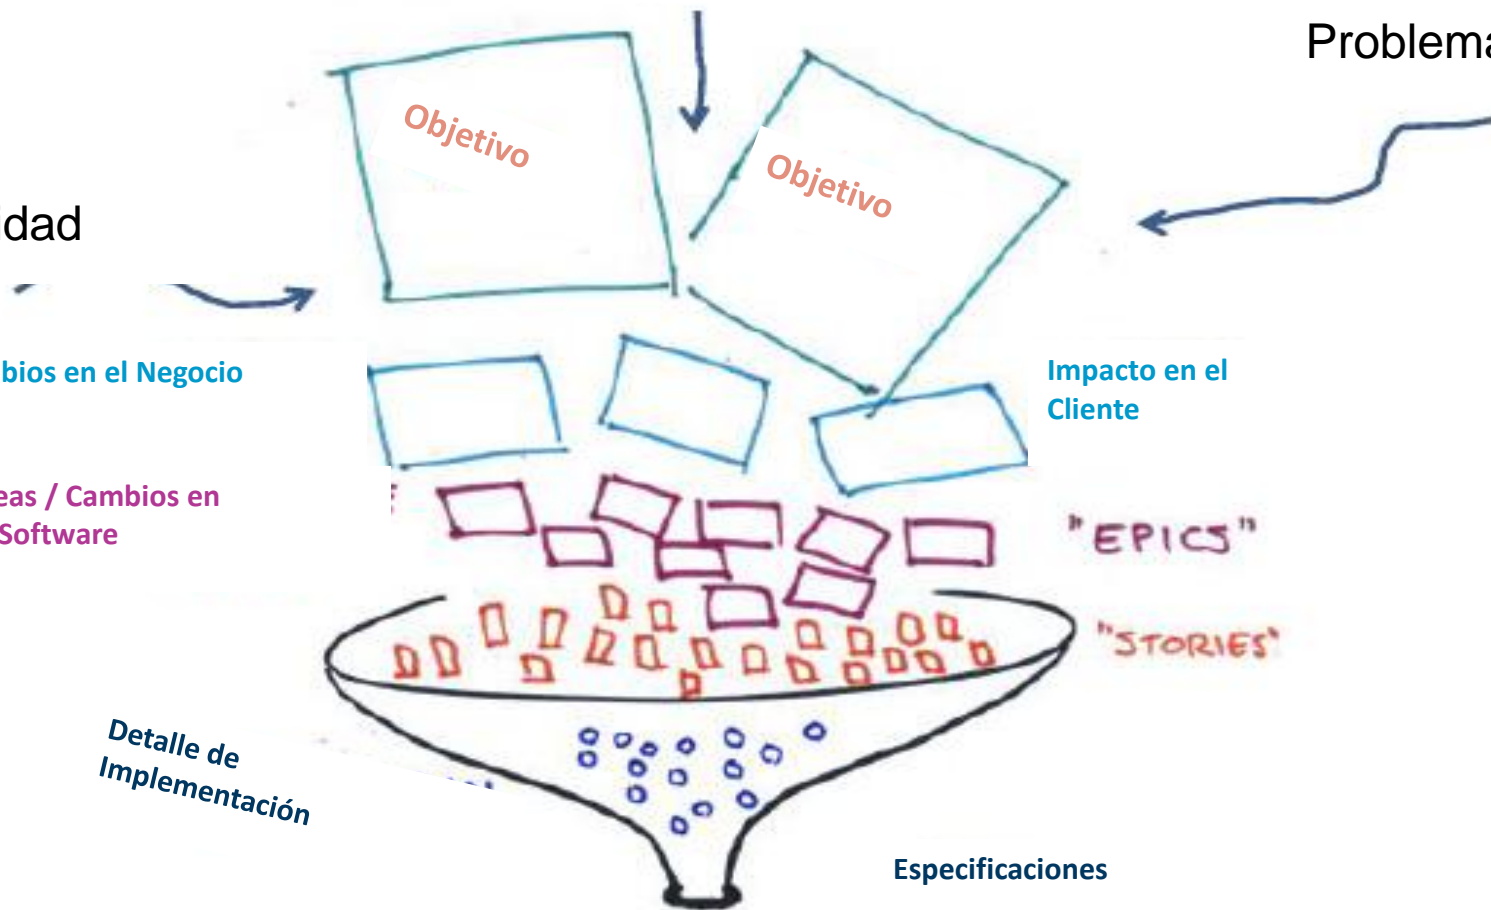 Problema
Objetivo
Objetivo
idad
bios en el Negocio
Impacto en el
Cliente
eas / Cambios en
Software
"EPICS"
"STORIES"
Detalle de
Implementación
Especificaciones